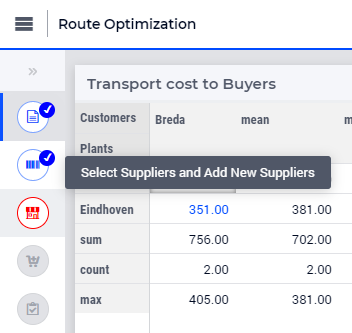 Route Optimization
»
Transport cost to Buyers
Customers Breda mean
Plants
Select Suppliers and Add New Suppliers
Eindhoven 351.00 381.00
sum 756.00 702.00
count 2.00 2.00
max 405.00 381.00